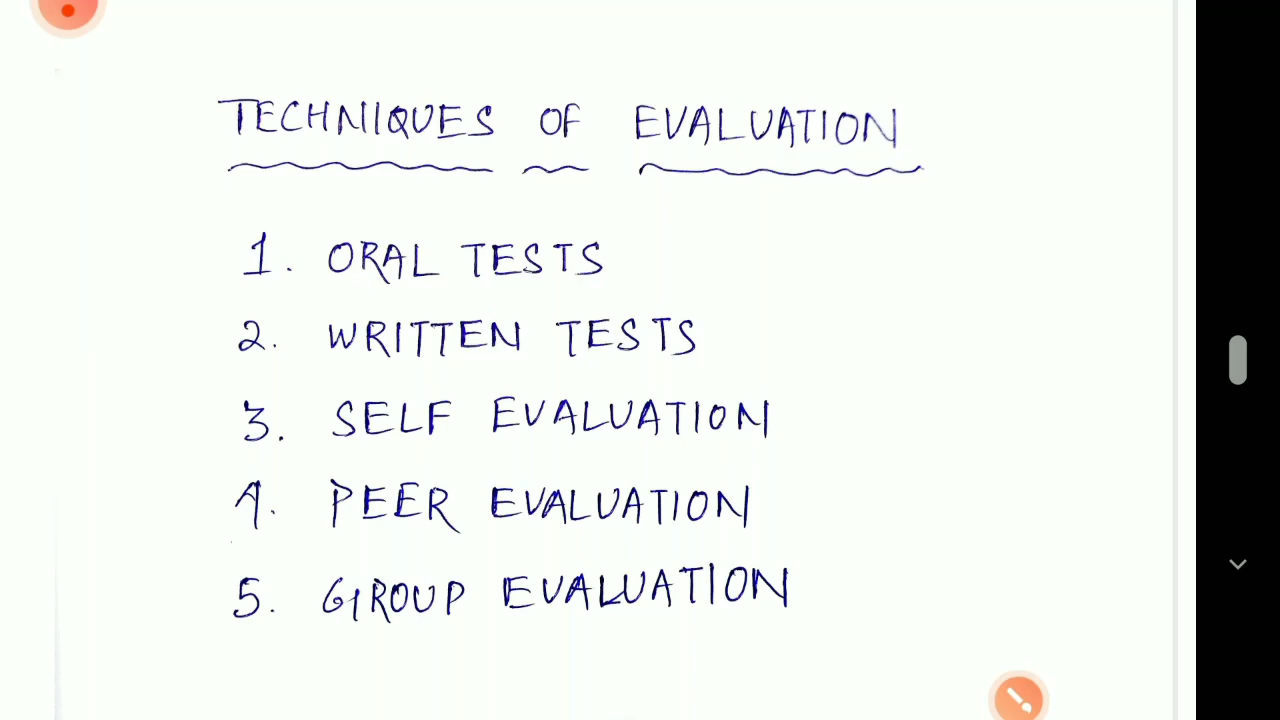 TECHNIQUES OF EVALUATION
1. ORAL TESTS
2. WRITTEN TESTS
3. SELF EVALUATION
4. PEER EVALUATION
5. GROUP EVALUATION